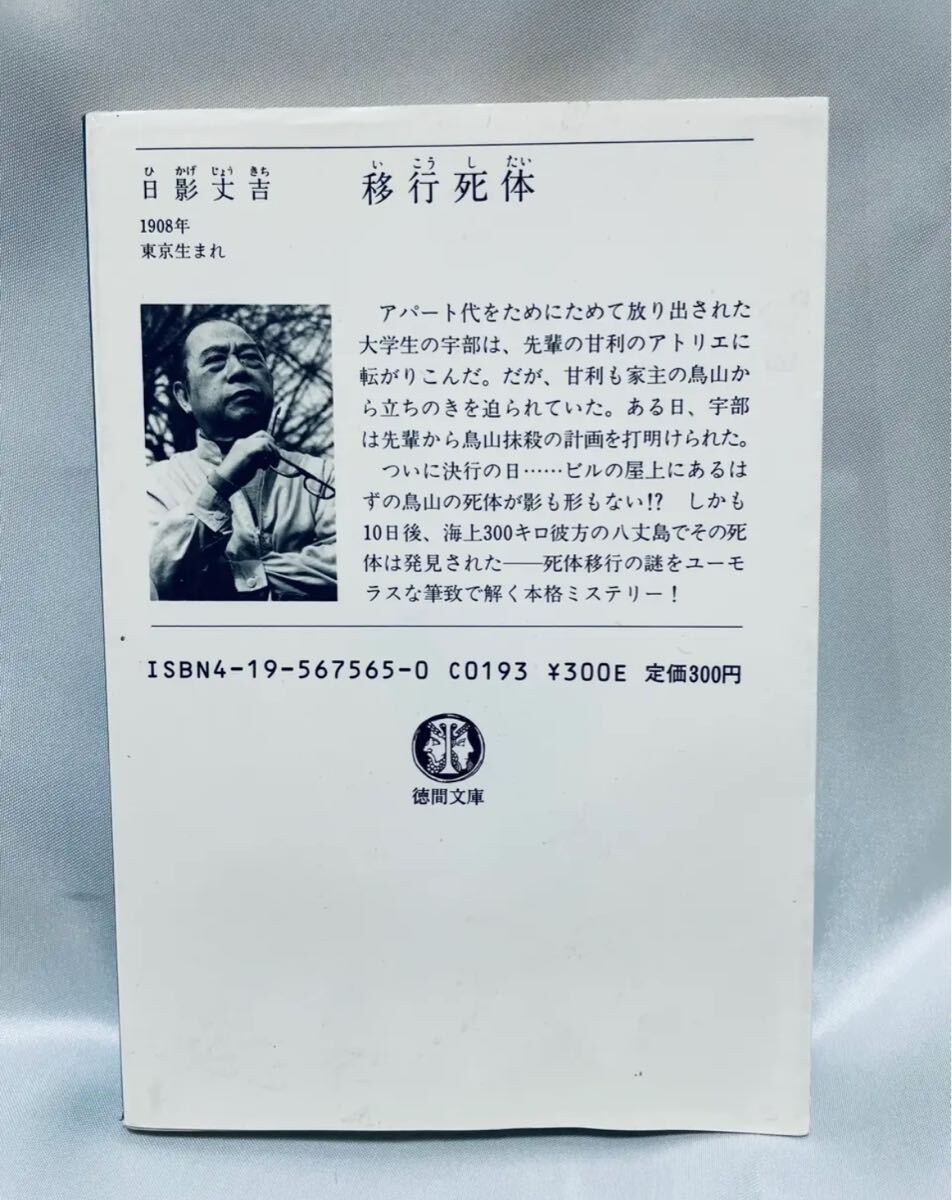 ひ かげ じょう きち
日影丈吉
1908年
東京生まれ
い こう し たい
移行死体
アパート代をためにためて放り出された
大学生の宇部は、先輩の甘利のアトリエに
転がりこんだ。だが、甘利も家主の鳥山か
ら立ちのきを迫られていた。ある日、宇部
は先輩から鳥山抹殺の計画を打明けられた。
ついに決行の日……ビルの屋上にあるは
ずの鳥山の死体が影も形もない!? しかも
10日後、海上300キロ彼方の八丈島でその死
体は発見された――死体移行の謎をユーモ
ラスな筆致で解く本格ミステリー!
ISBN4-19-567565-0 C0193 ¥300E 定価300円
徳間文庫